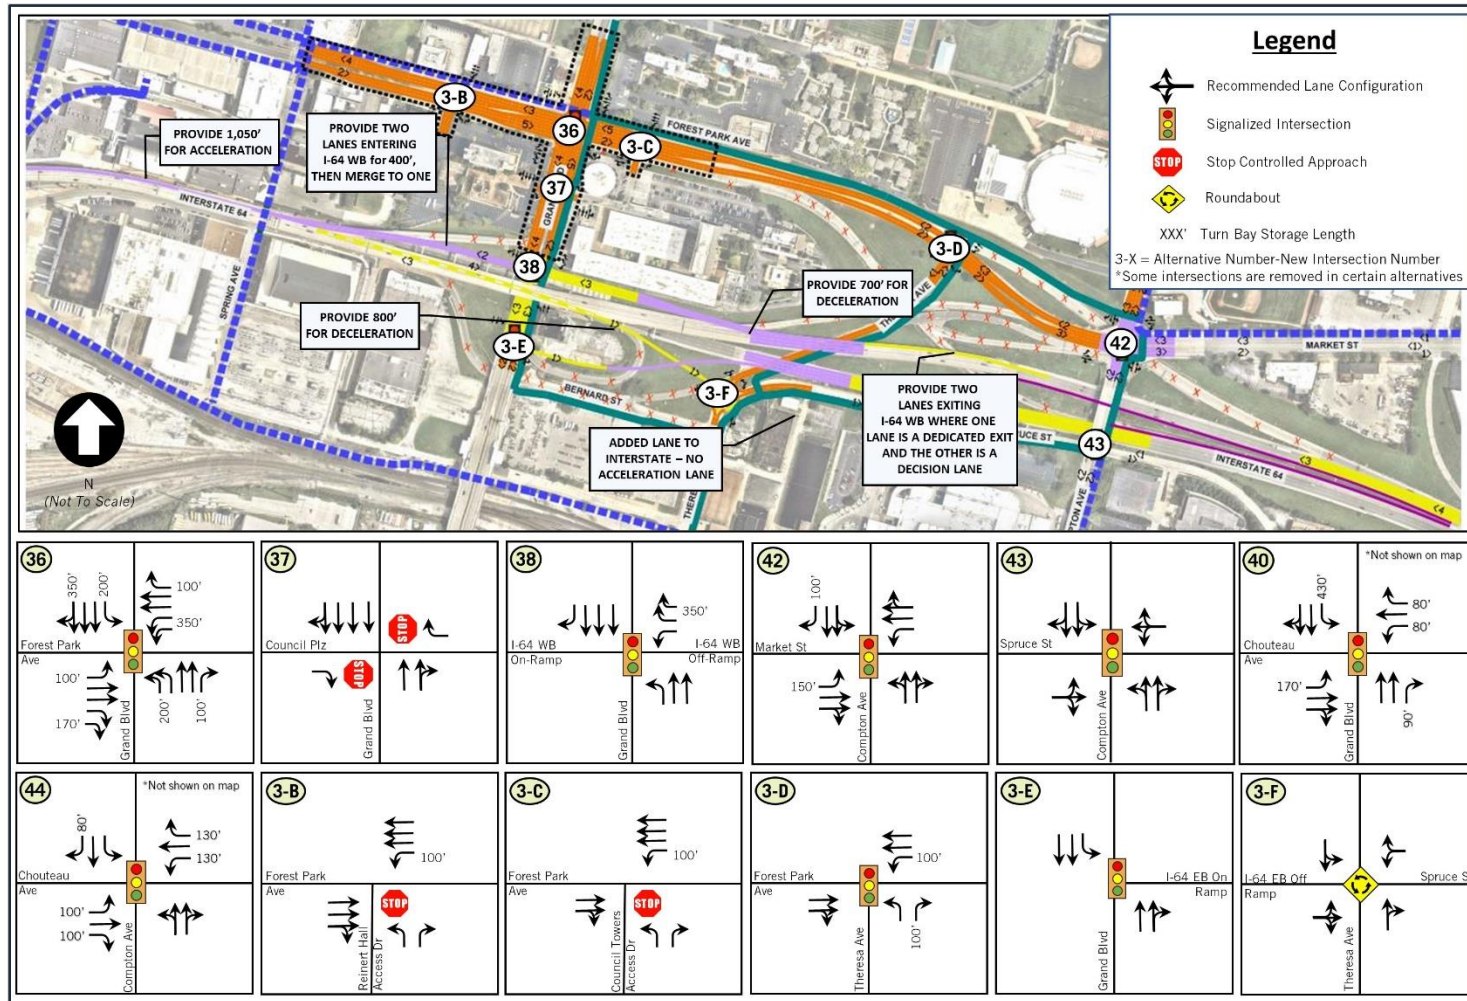 Legend
Recommended Lane Configuration
Signalized Intersection
STOP
Stop Controlled Approach
Roundabout
XXX' Turn Bay Storage Length
3-X = Alternative Number-New Intersection Number
*Some intersections are removed in certain alternatives
PROVIDE 1,050'
FOR ACCELERATION
PROVIDE TWO
LANES ENTERING
I-64 WB for 400',
THEN MERGE TO ONE
3-B
36
3-C
37
38
3-D
3-E
3-F
42
43
FOREST PARK AVE
INTERSTATE 64
SPRING AVE
PROVIDE 800'
FOR DECELERATION
PROVIDE 700' FOR
DECELERATION
MARKET ST
BERNARD ST
ADDED LANE TO
INTERSTATE – NO
ACCELERATION LANE
PROVIDE TWO
LANES EXITING
I-64 WB WHERE ONE
LANE IS A DEDICATED EXIT
AND THE OTHER IS A
DECISION LANE
INTERSTATE 64
N
(Not To Scale)
36
350'
200'
100'
350'
Forest Park
Ave
100'
170'
200'
100'
Grand Blvd
37
Council Plz
STOP
STOP
Grand Blvd
38
350'
I-64 WB
On-Ramp
I-64 WB
Off-Ramp
Grand Blvd
42
100'
Market St
150'
Compton Ave
43
Spruce St
Compton Ave
40
*Not shown on map
430'
80'
80'
Chouteau
Ave
170'
90'
Grand Blvd
44
*Not shown on map
80'
130'
130'
Chouteau
Ave
100'
100'
Compton Ave
3-B
100'
Forest Park
Ave
STOP
Reinert Hall
Access Dr
3-C
100'
Forest Park
Ave
STOP
Council Towers
Access Dr
3-D
100'
Forest Park
Ave
100'
Theresa Ave
3-E
I-64 EB On
Ramp
Grand Blvd
3-F
I-64 EB Off
Ramp
Spruce S
Theresa Ave